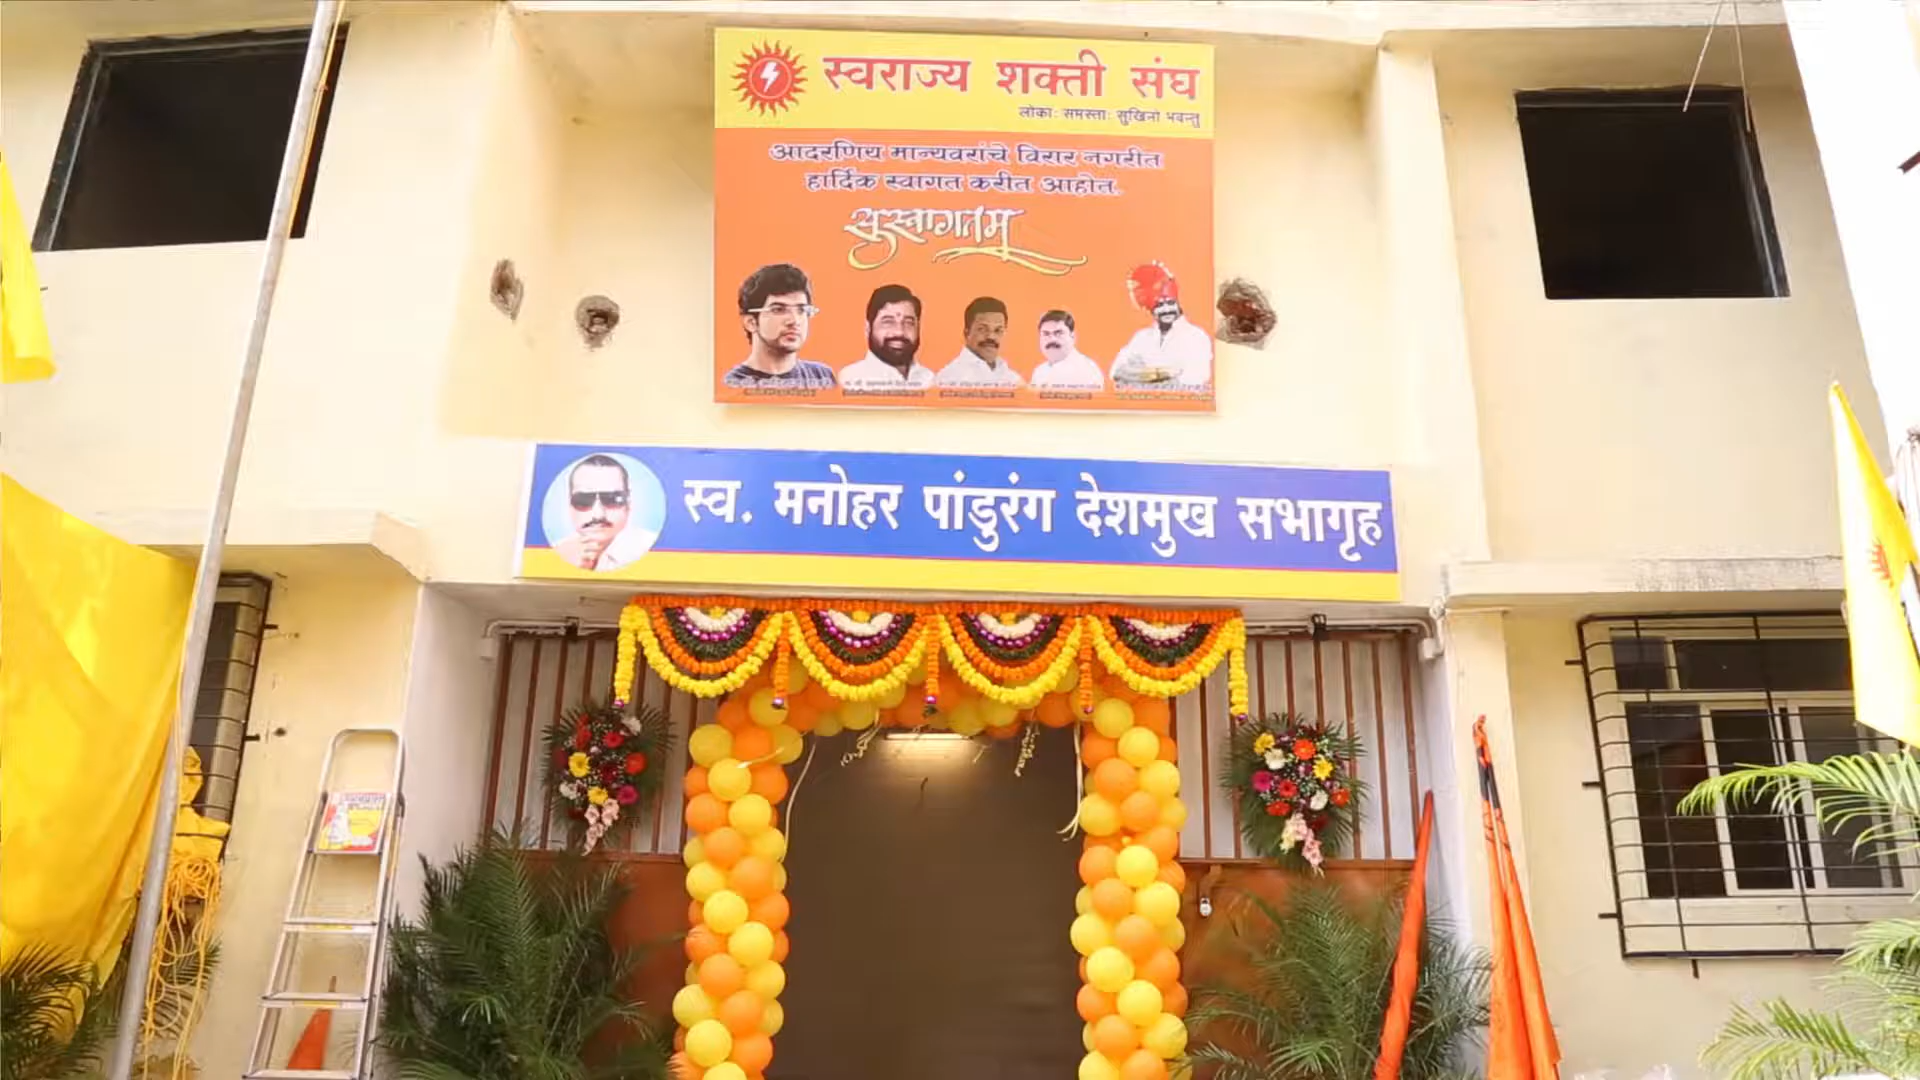 स्वराज्य शक्ती संघ
लोकाः समस्ताः सुखिनो भवन्तु
आदरणिय मान्यवरांचे विरार नगरीत
हार्दिक स्वागत करीत आहोत.
सुस्वागतम्
स्व. मनोहर पांडुरंग देशमुख सभागृह